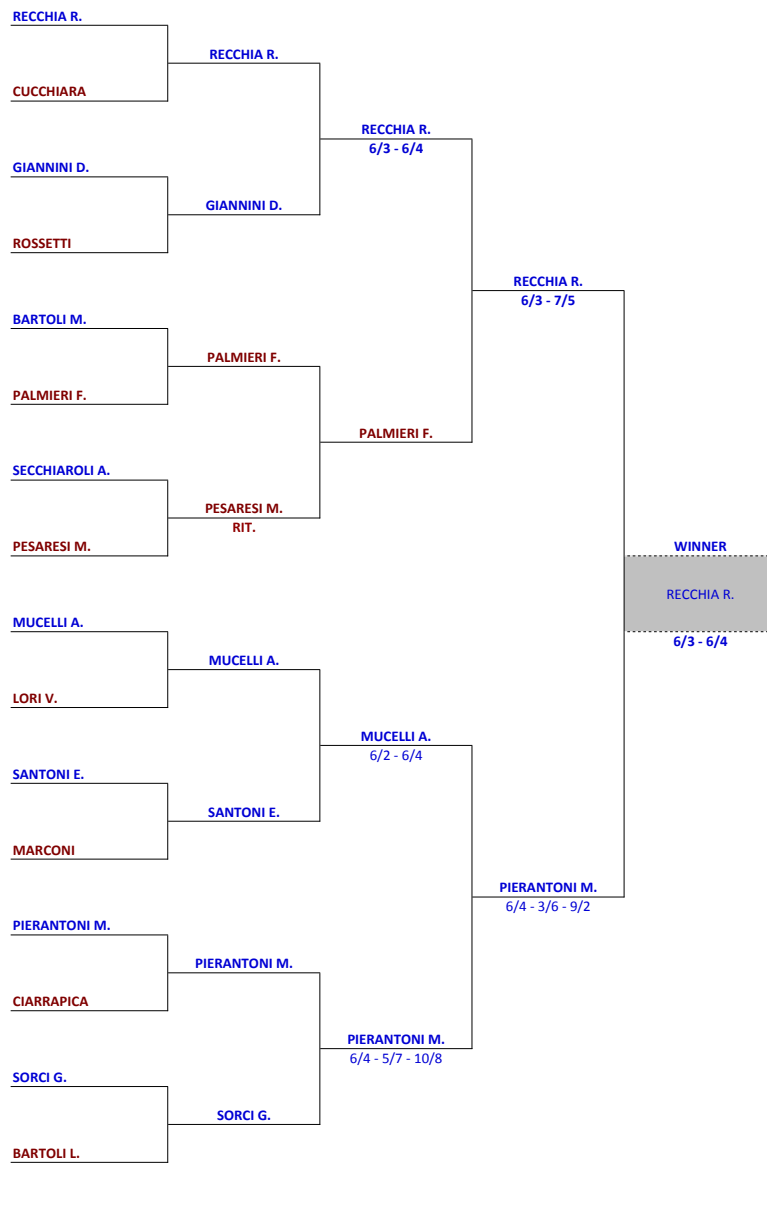 RECCHIA R.
RECCHIA R.
CUCCHIARA
RECCHIA R.
6/3 - 6/4
GIANNINI D.
GIANNINI D.
ROSSETTI
RECCHIA R.
6/3 - 7/5
BARTOLI M.
PALMIERI F.
PALMIERI F.
PALMIERI F.
SECCHIAROLI A.
PESARESI M.
RIT.
PESARESI M.
WINNER
RECCHIA R.
6/3 - 6/4
MUCELLI A.
MUCELLI A.
LORI V.
MUCELLI A.
6/2 - 6/4
SANTONI E.
SANTONI E.
MARCONI
PIERANTONI M.
6/4 - 3/6 - 9/2
PIERANTONI M.
PIERANTONI M.
CIARRAPICA
PIERANTONI M.
6/4 - 5/7 - 10/8
SORCI G.
SORCI G.
BARTOLI L.